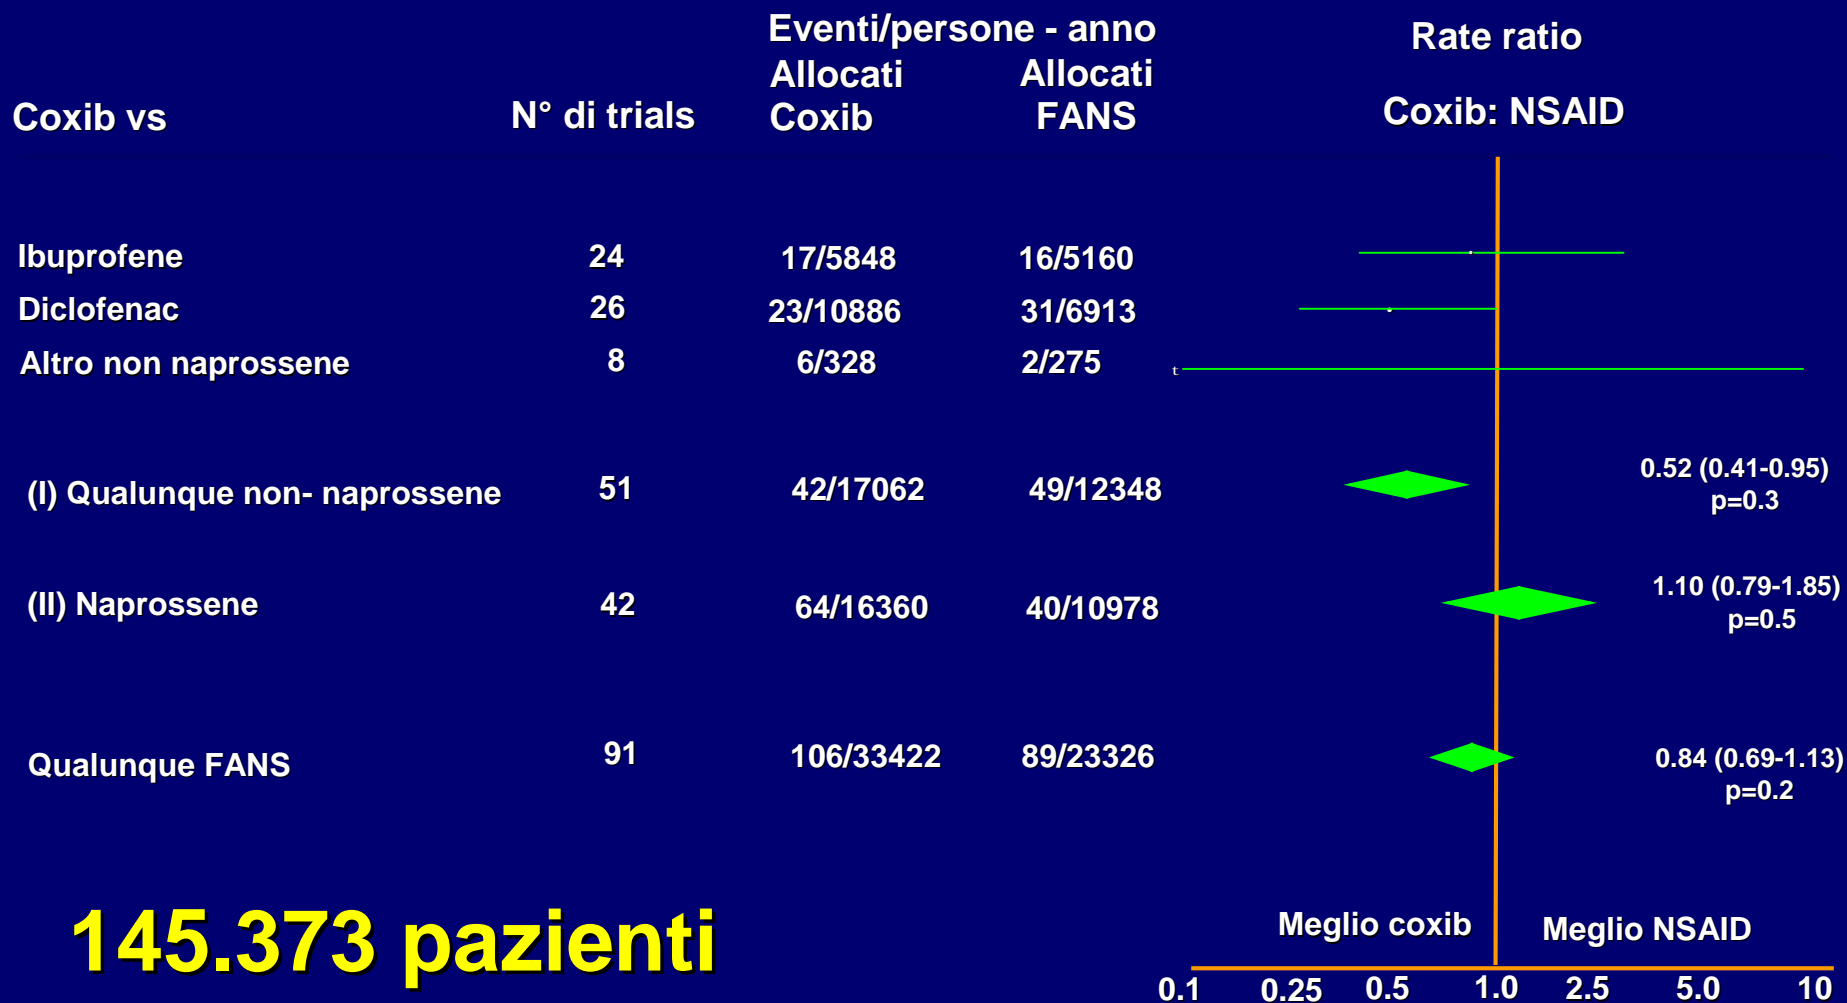 Eventi/persone - anno
Rate ratio
Allocati Allocati
Coxib vs N° di trials Coxib FANS Coxib: NSAID
Ibuprofene 24 17/5848 16/5160
Diclofenac 26 23/10886 31/6913
Altro non naprossene 8 6/328 2/275
t
(I) Qualunque non- naprossene 51 42/17062 49/12348 0.52 (0.41-0.95)
p=0.3
(II) Naprossene 42 64/16360 40/10978 1.10 (0.79-1.85)
p=0.5
Qualunque FANS 91 106/33422 89/23326 0.84 (0.69-1.13)
p=0.2
145.373 pazienti
Meglio coxib Meglio NSAID
0.1 0.25 0.5 1.0 2.5 5.0 10